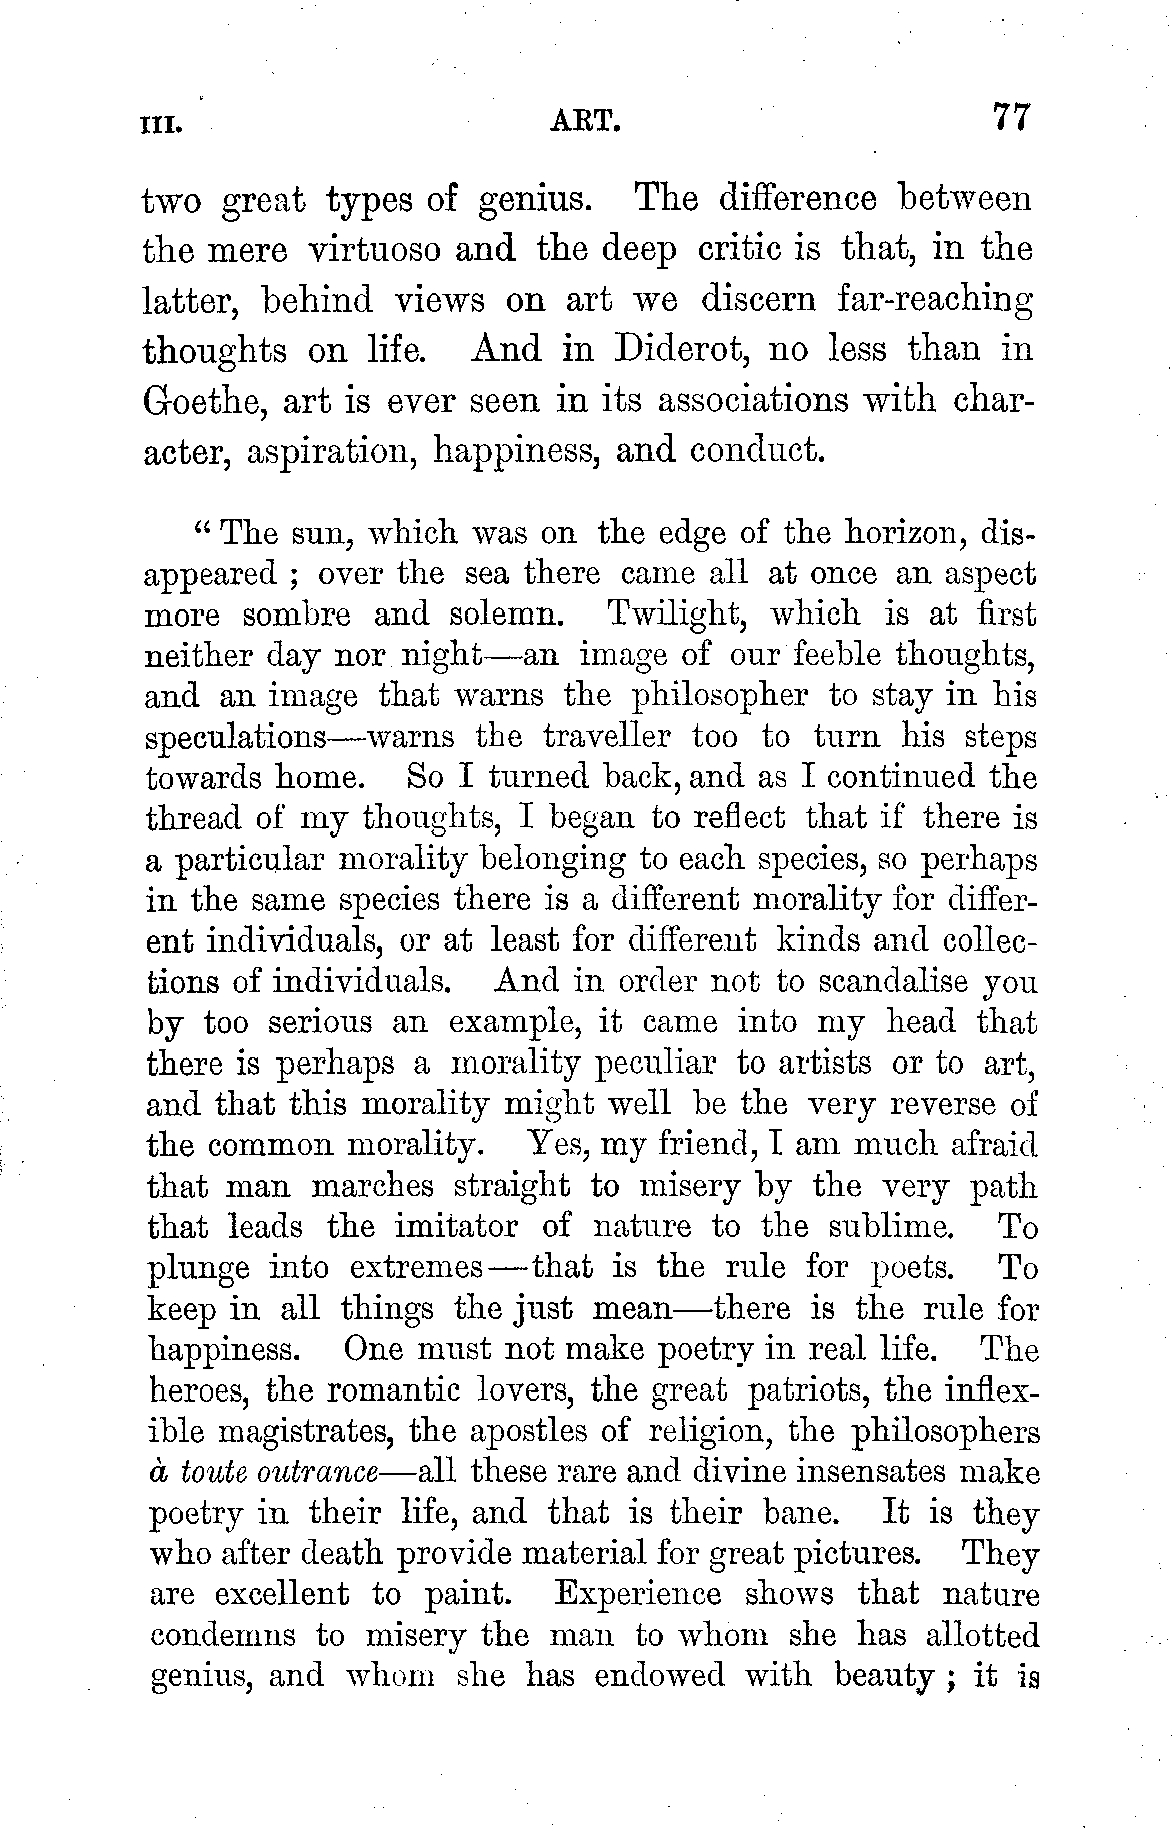 III. ART. 77
two great types of genius. The difference between
the mere virtuoso and the deep critic is that, in the
latter, behind views on art we discern far-reaching
thoughts on life. And in Diderot, no less than in
Goethe, art is ever seen in its associations with char-
acter, aspiration, happiness, and conduct.
“ The sun, which was on the edge of the horizon, dis-
appeared ; over the sea there came all at once an aspect
more sombre and solemn. Twilight, which is at first
neither day nor night—an image of our feeble thoughts,
and an image that warns the philosopher to stay in his
speculations—warns the traveller too to turn his steps
towards home. So I turned back, and as I continued the
thread of my thoughts, I began to reflect that if there is
a particular morality belonging to each species, so perhaps
in the same species there is a different morality for differ-
ent individuals, or at least for different kinds and collec-
tions of individuals. And in order not to scandalise you
by too serious an example, it came into my head that
there is perhaps a morality peculiar to artists or to art,
and that this morality might well be the very reverse of
the common morality. Yes, my friend, I am much afraid
that man marches straight to misery by the very path
that leads the imitator of nature to the sublime. To
plunge into extremes—that is the rule for poets. To
keep in all things the just mean—there is the rule for
happiness. One must not make poetry in real life. The
heroes, the romantic lovers, the great patriots, the inflex-
ible magistrates, the apostles of religion, the philosophers
à toute outrance—all these rare and divine insensates make
poetry in their life, and that is their bane. It is they
who after death provide material for great pictures. They
are excellent to paint. Experience shows that nature
condemns to misery the man to whom she has allotted
genius, and whom she has endowed with beauty ; it is